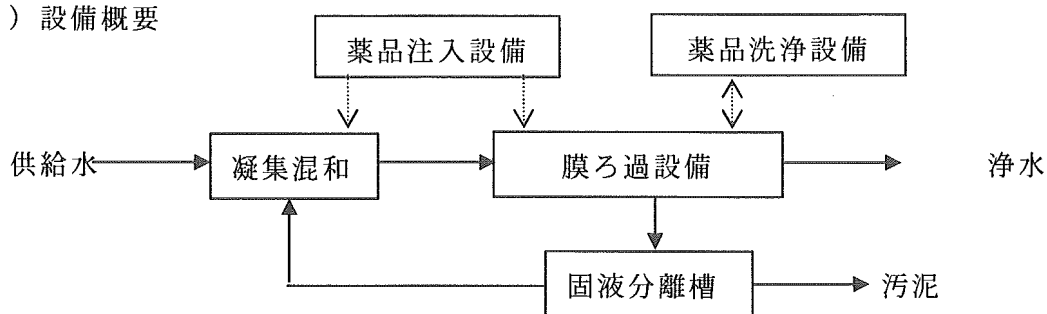 ）設備概要
薬品注入設備
薬品洗浄設備
供給水
凝集混和
膜ろ過設備
浄水
固液分離槽
汚泥